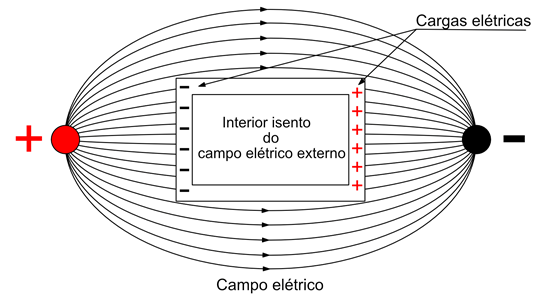 Cargas elétricas
Interior isento
do
campo elétrico externo
Campo elétrico